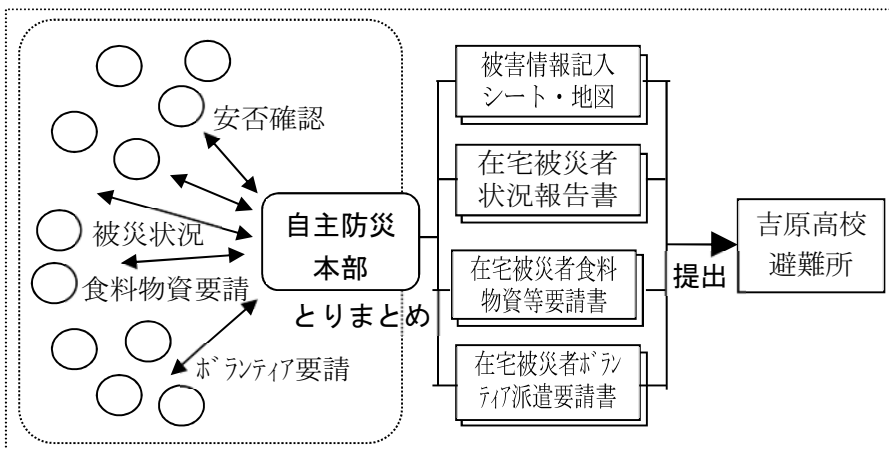 安否確認
被災状況
食料物資要請
ﾎﾞﾗﾝﾃｨｱ要請
自主防災
本部
とりまとめ
被害情報記入
シート・地図
在宅被災者
状況報告書
在宅被災者食料
物資等要請書
在宅被災者ﾎﾞﾗﾝ
ﾃｨｱ派遣要請書
提出
吉原高校
避難所